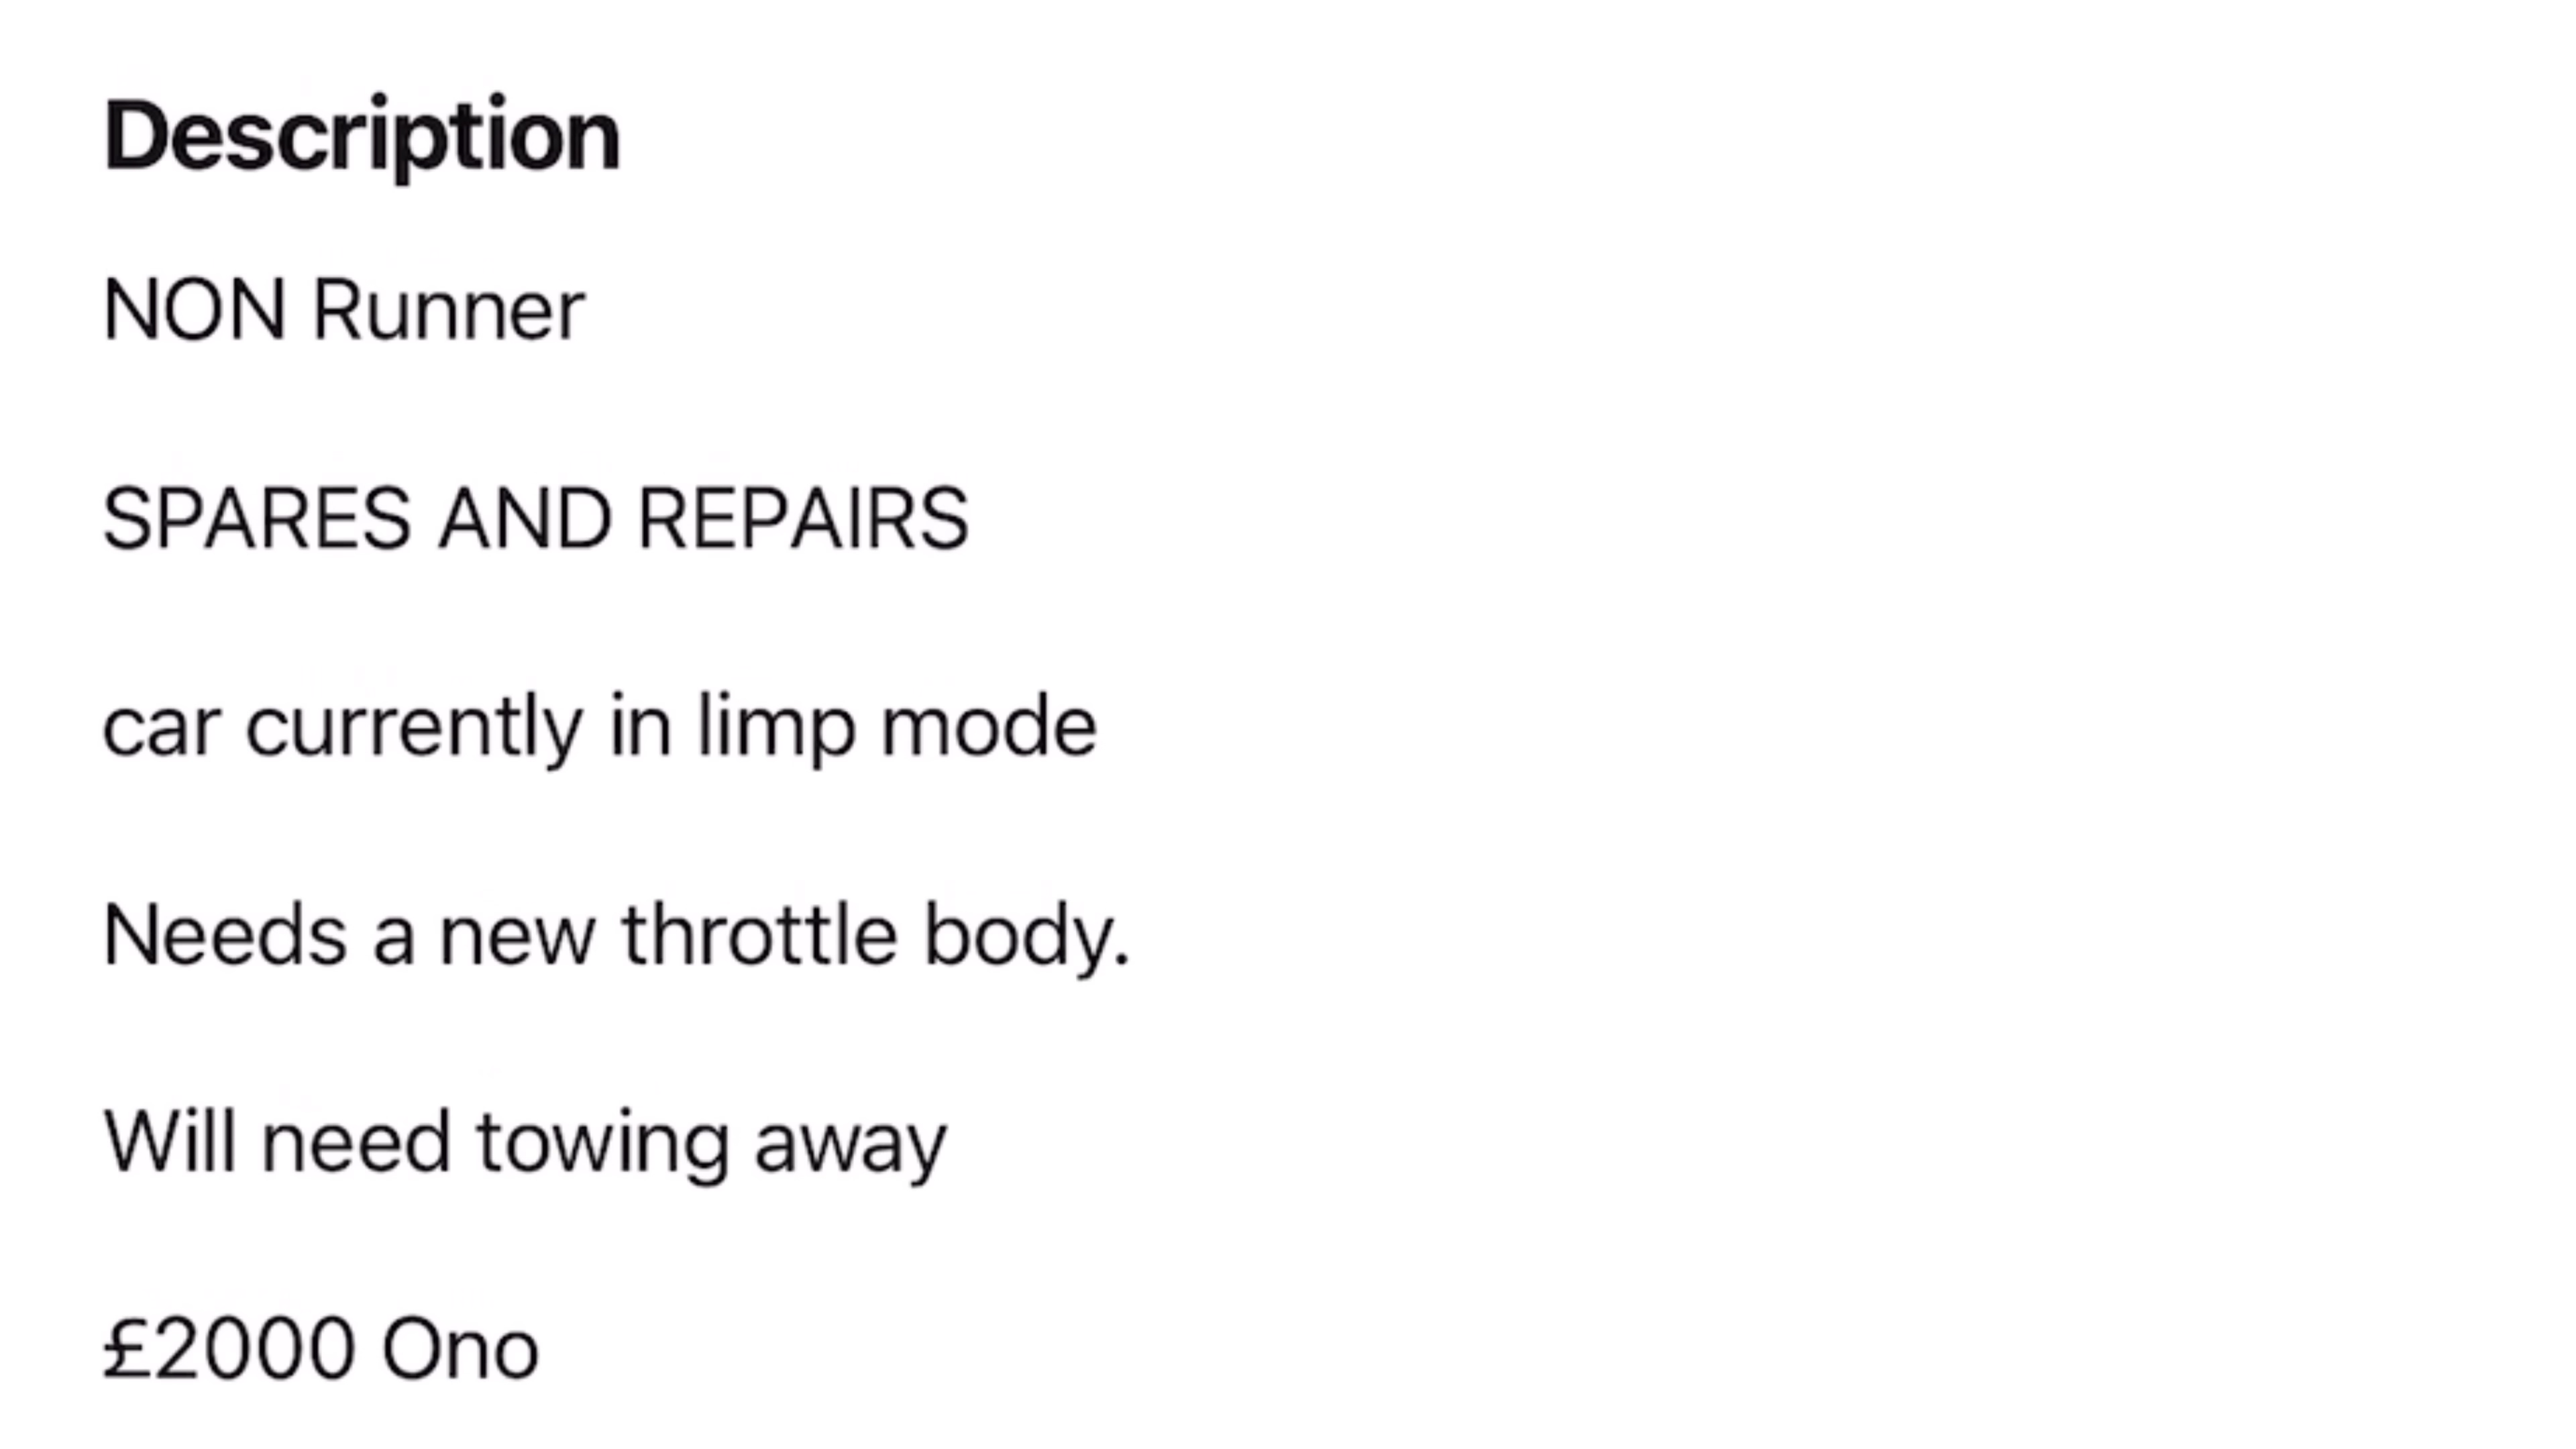 Description
NON Runner
SPARES AND REPAIRS
car currently in limp mode
Needs a new throttle body.
Will need towing away
£2000 Ono